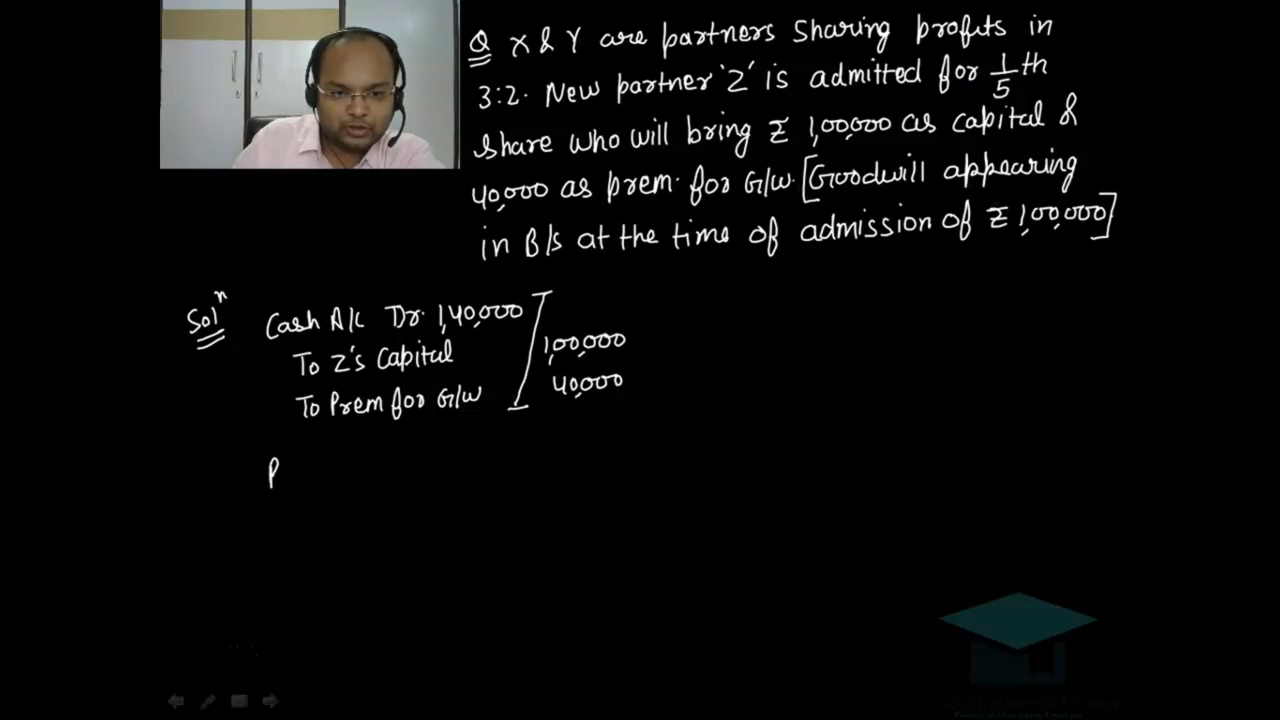 Q X & Y are partners sharing profits in
3:2. New partner 'Z' is admitted for 1/5 th
share who will bring ₹ 1,00,000 as capital &
40,000 as prem. for G/w. [Goodwill appearing
in B/s at the time of admission of ₹ 1,00,000]
Solⁿ Cash A/c Dr. 1,40,000
To Z's Capital 1,00,000
To Prem for G/w 40,000
P